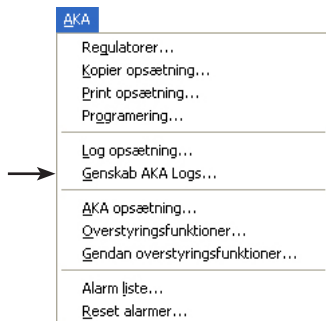 AKA
Regulatorer...
Kopier opsætning...
Print opsætning...
Programering...
Log opsætning...
Genskab AKA Logs...
AKA opsætning...
Overstyringsfunktioner...
Gendan overstyringsfunktioner...
Alarm liste...
Reset alarmer...